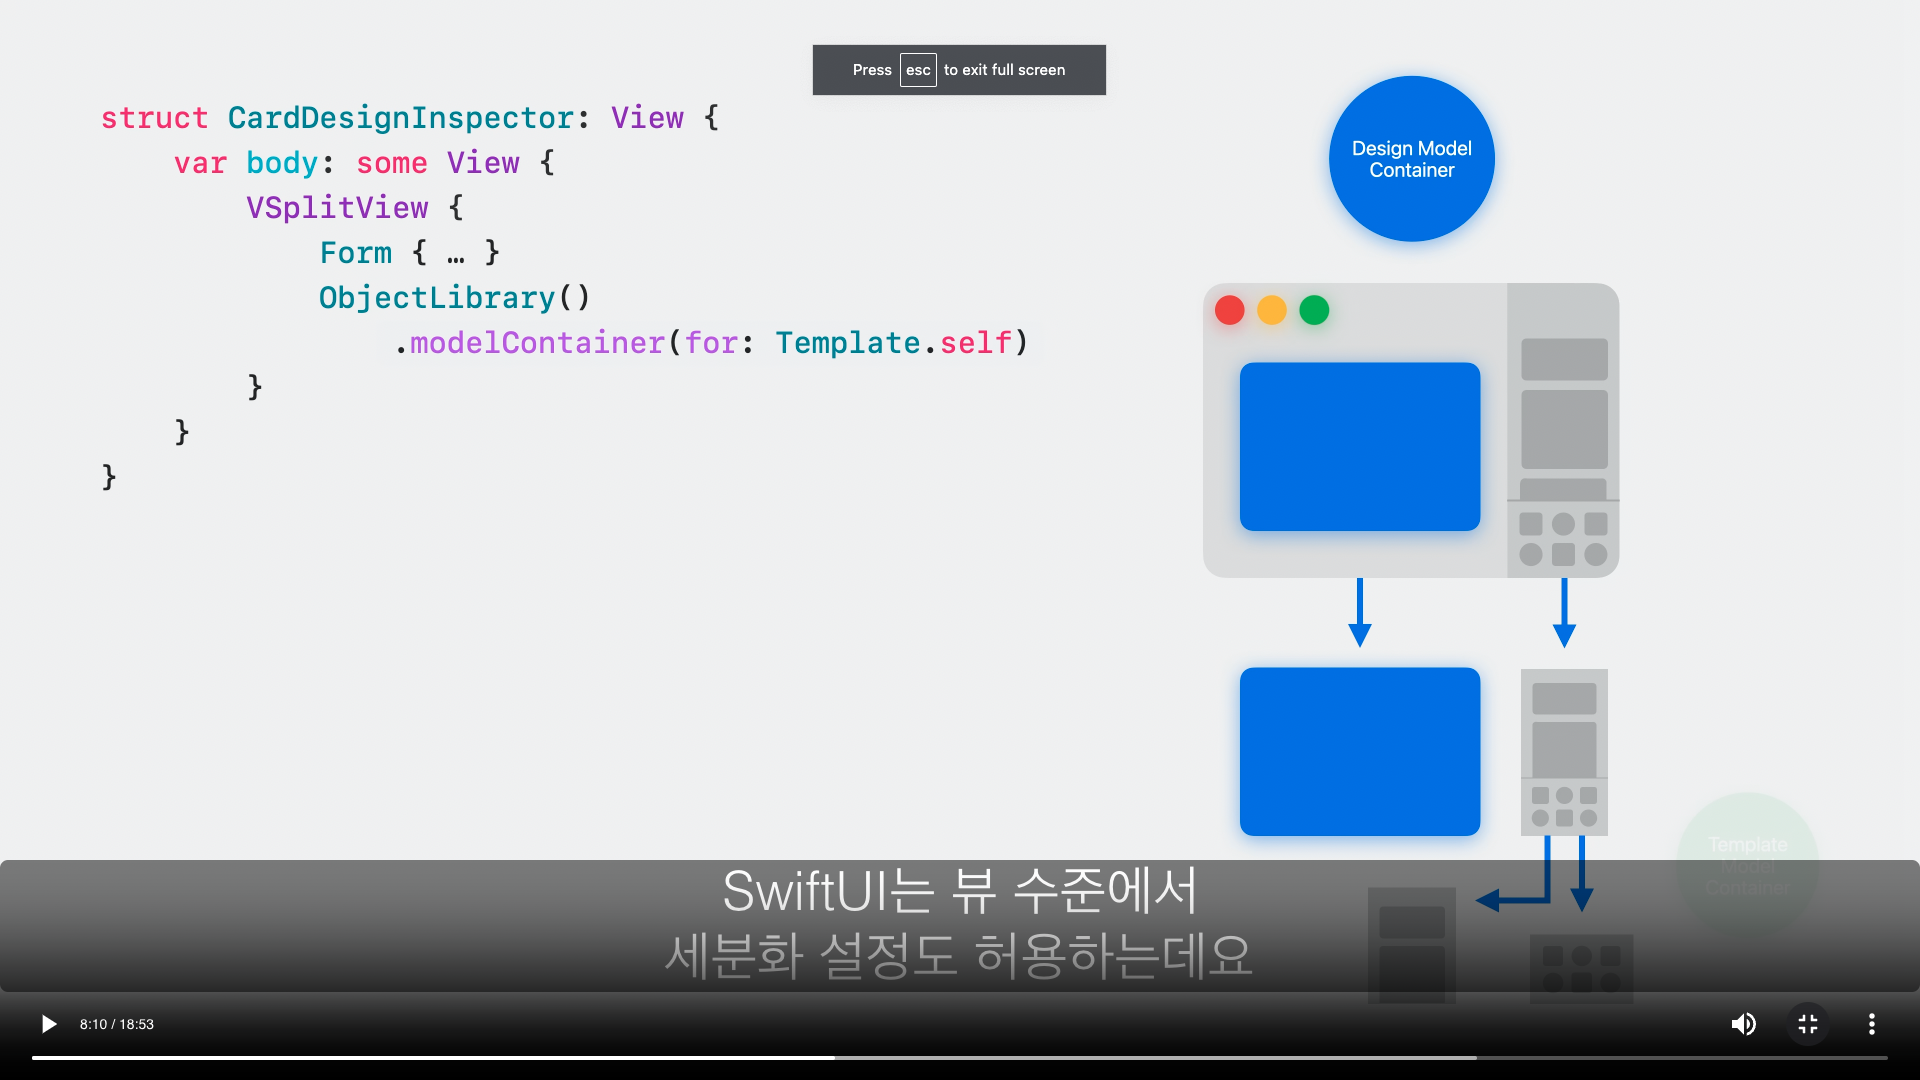 Press esc to exit full screen
struct CardDesignInspector: View {
var body: some View {
VSplitView {
Form { … }
ObjectLibrary()
.modelContainer(for: Template.self)
}
}
}
Design Model
Container
Template
Model
Container
SwiftUI는 뷰 수준에서
세분화 설정도 허용하는데요
8:10 / 18:53